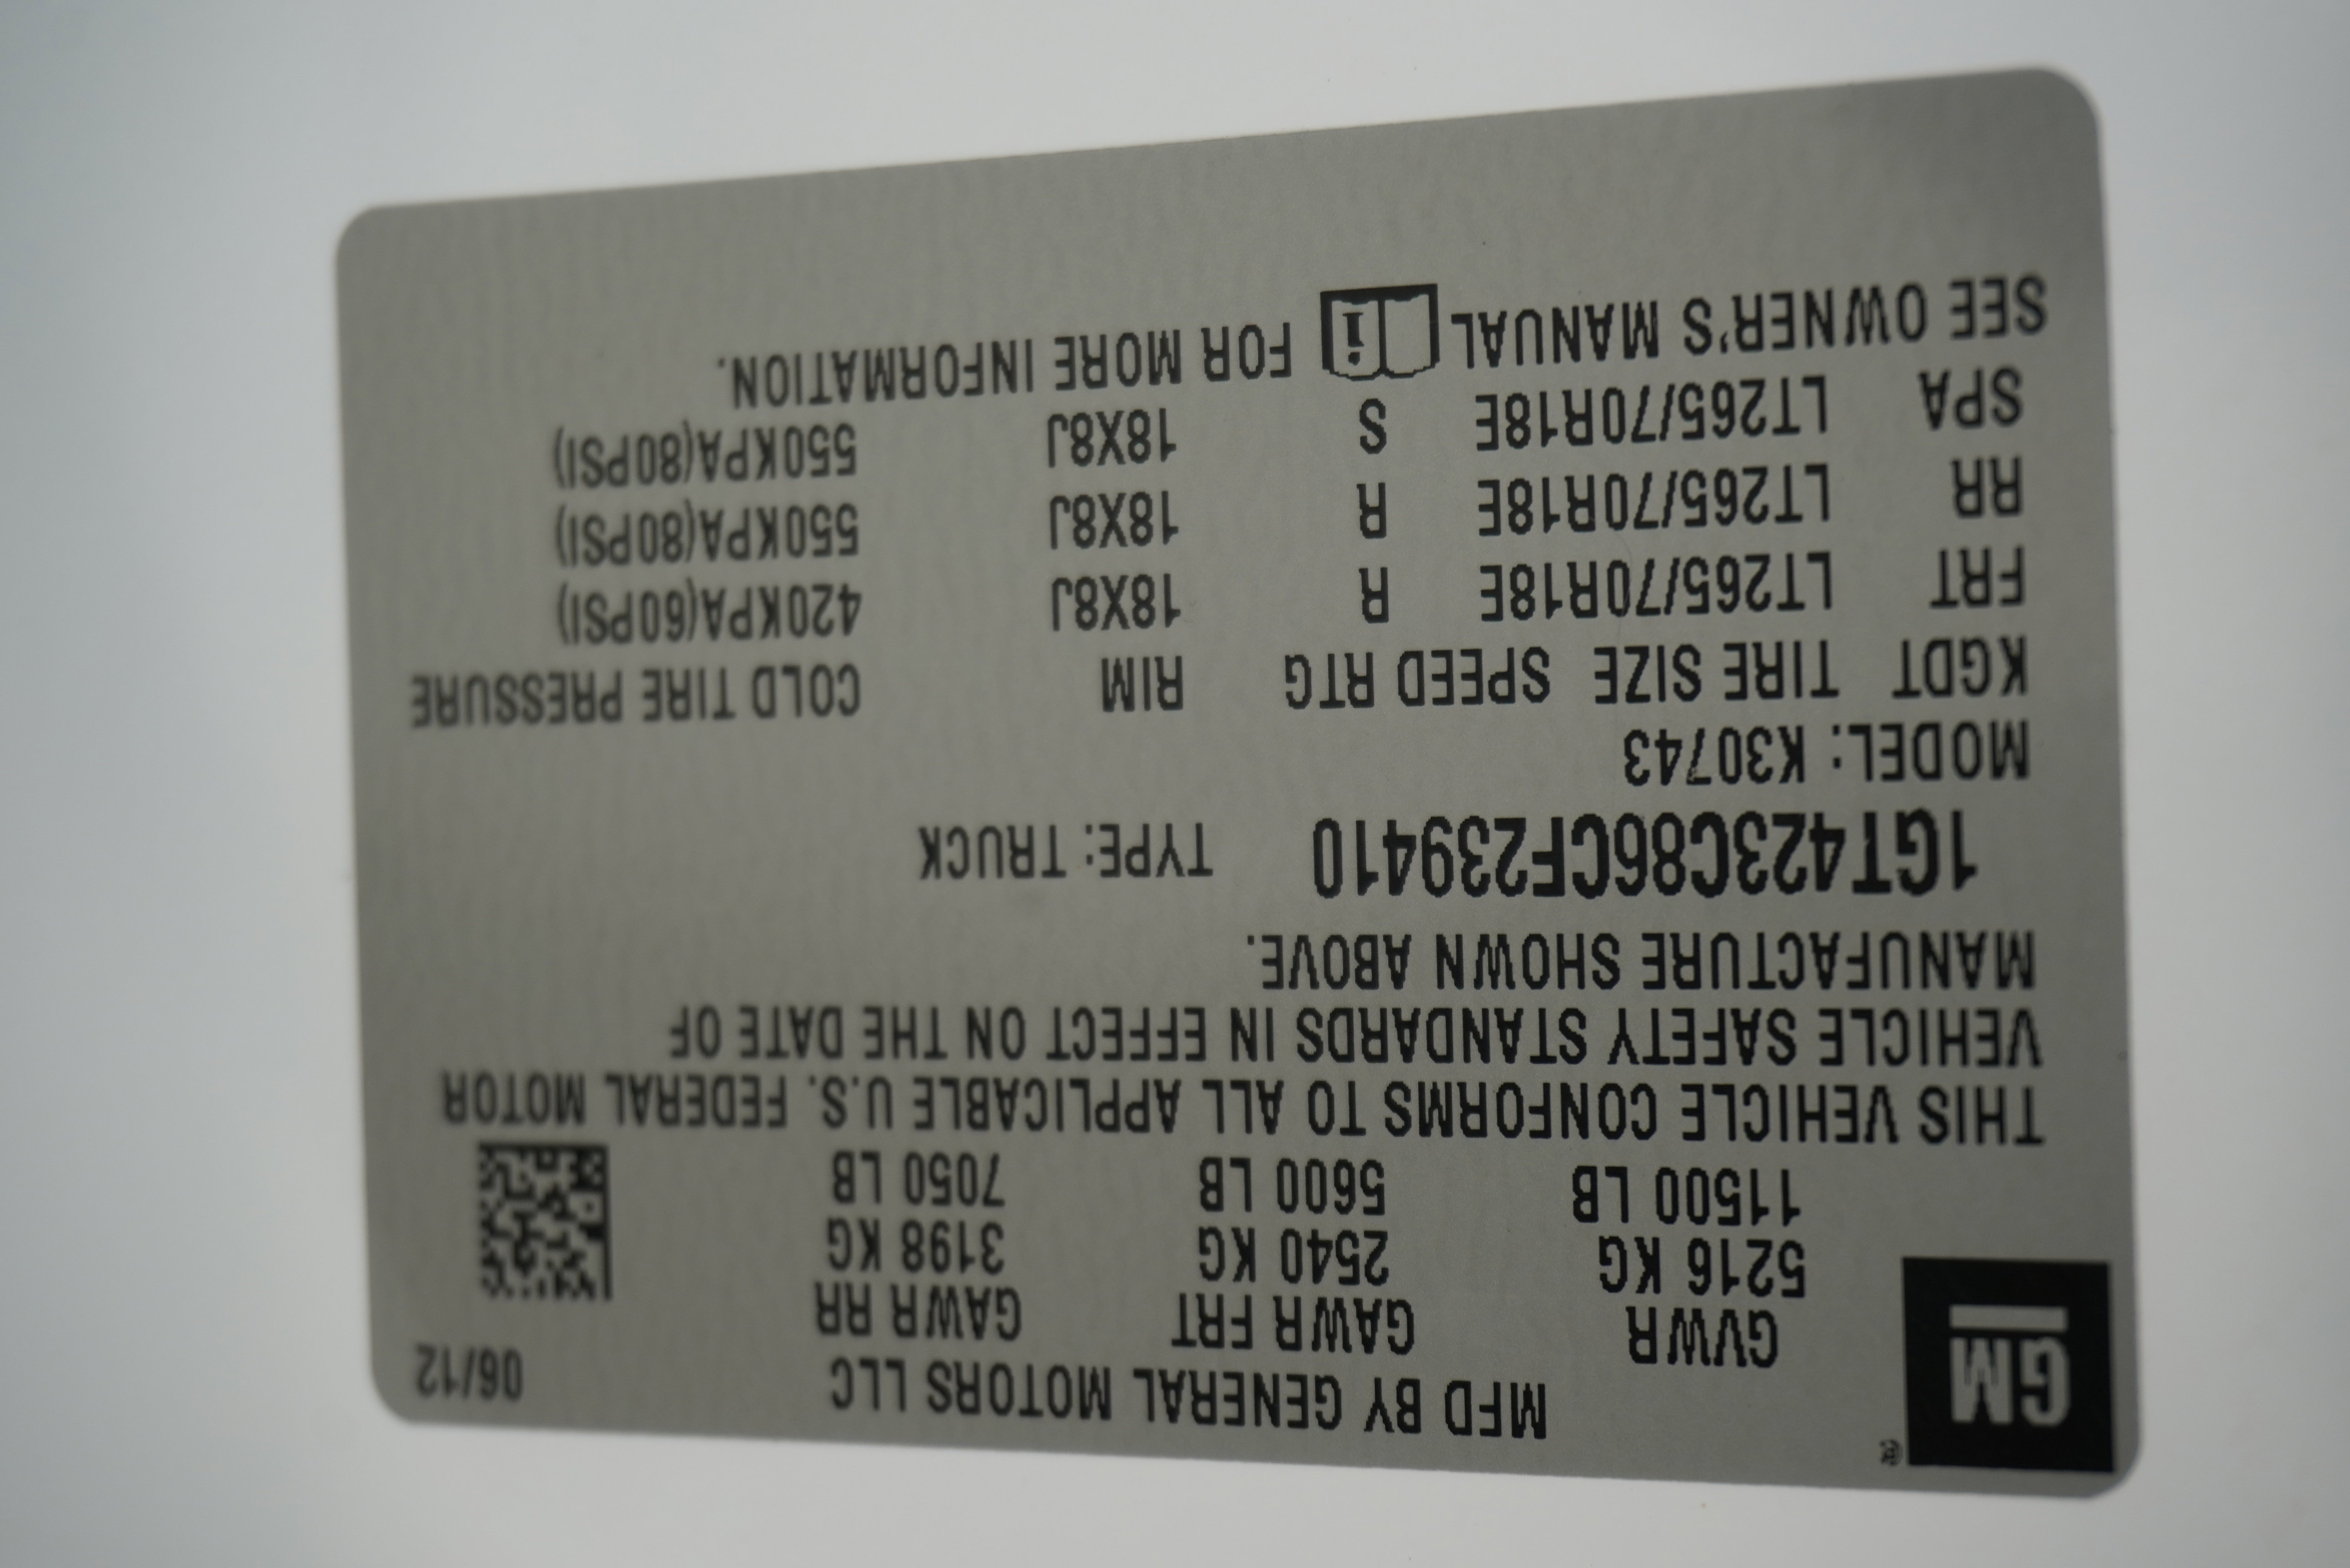 GM ®
MFD BY GENERAL MOTORS LLC 06/12
GVWR GAWR FRT GAWR RR
5216 KG 2540 KG 3198 KG
11500 LB 5600 LB 7050 LB
THIS VEHICLE CONFORMS TO ALL APPLICABLE U.S. FEDERAL MOTOR
VEHICLE SAFETY STANDARDS IN EFFECT ON THE DATE OF
MANUFACTURE SHOWN ABOVE.
1GT423C86CF239410 TYPE: TRUCK
MODEL: K30743
KGDT TIRE SIZE SPEED RTG RIM COLD TIRE PRESSURE
FRT LT265/70R18E R 18X8J 420KPA(60PSI)
RR LT265/70R18E R 18X8J 550KPA(80PSI)
SPA LT265/70R18E S 18X8J 550KPA(80PSI)
SEE OWNER'S MANUAL i FOR MORE INFORMATION.